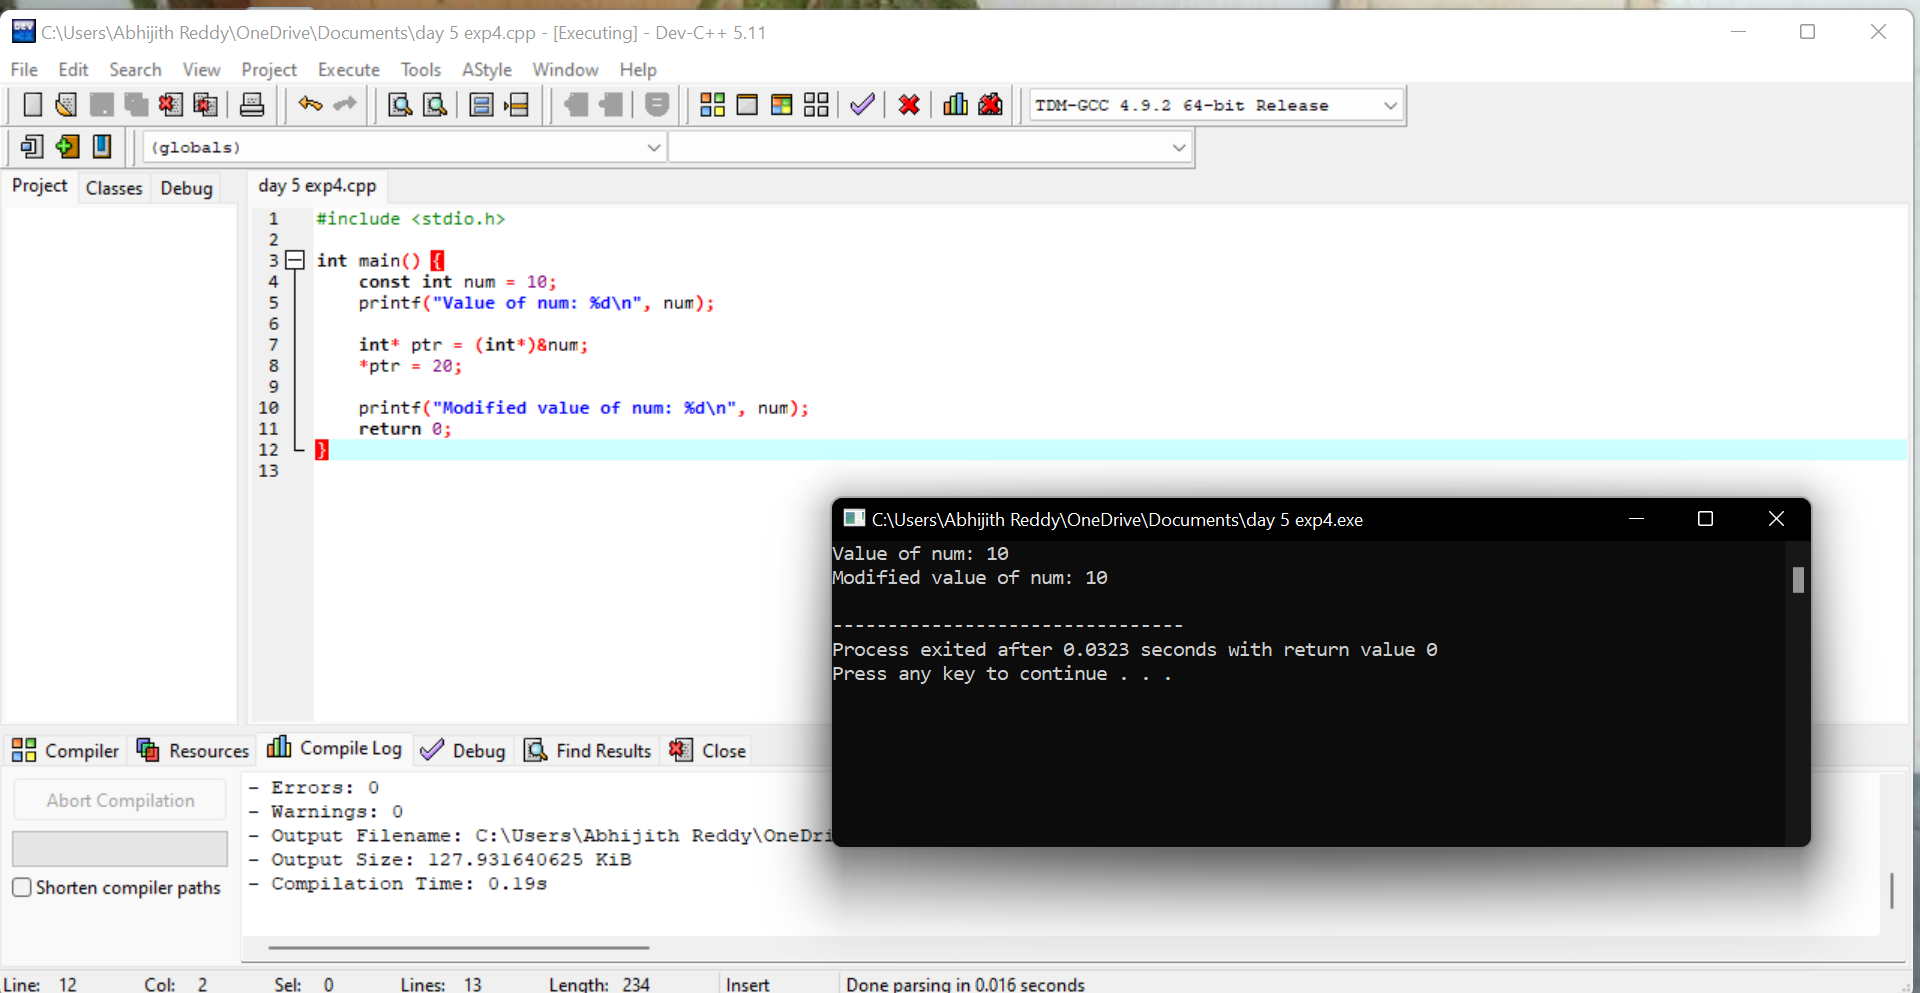 C:\Users\Abhijith Reddy\OneDrive\Documents\day 5 exp4.cpp - [Executing] - Dev-C++ 5.11
File Edit Search View Project Execute Tools AStyle Window Help
TDM-GCC 4.9.2 64-bit Release
(globals)
Project Classes Debug
day 5 exp4.cpp
1 #include <stdio.h>
2
3 int main() {
4     const int num = 10;
5     printf("Value of num: %d\n", num);
6
7     int* ptr = (int*)&num;
8     *ptr = 20;
9
10     printf("Modified value of num: %d\n", num);
11     return 0;
12 }
13
C:\Users\Abhijith Reddy\OneDrive\Documents\day 5 exp4.exe
Value of num: 10
Modified value of num: 10
--------------------------------
Process exited after 0.0323 seconds with return value 0
Press any key to continue . . .
Compiler Resources Compile Log Debug Find Results Close
Abort Compilation
Shorten compiler paths
- Errors: 0
- Warnings: 0
- Output Filename: C:\Users\Abhijith Reddy\OneDri
- Output Size: 127.931640625 KiB
- Compilation Time: 0.19s
Line: 12 Col: 2 Sel: 0 Lines: 13 Length: 234 Insert Done parsing in 0.016 seconds